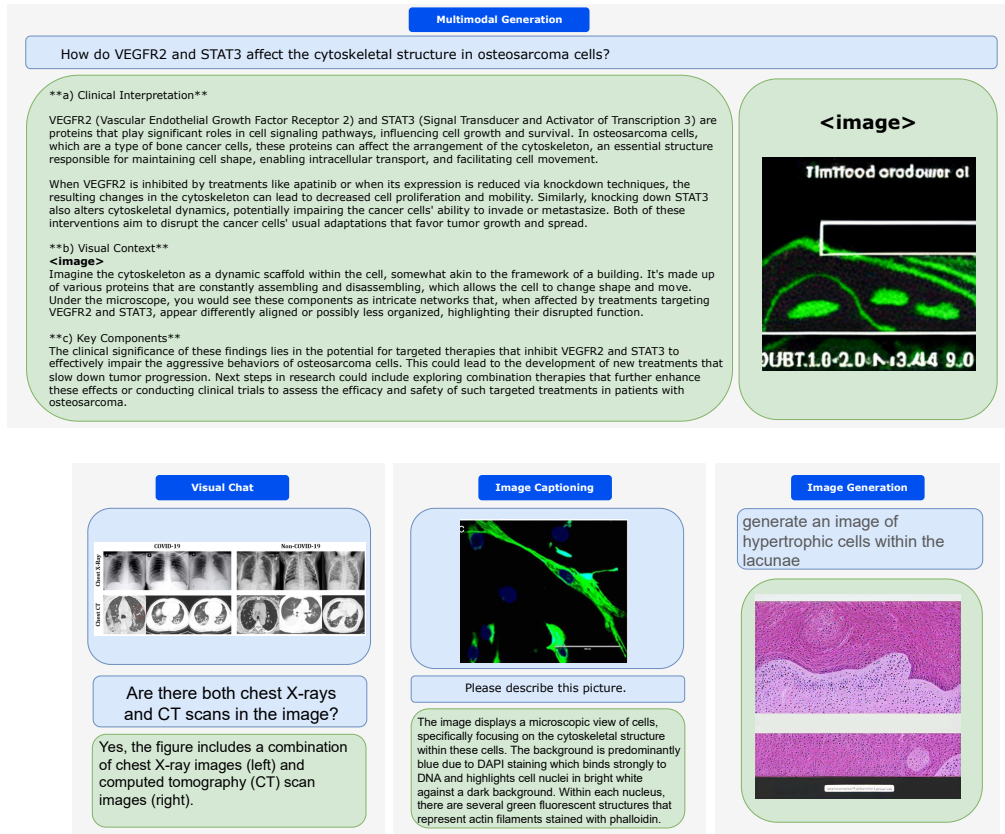 Multimodal Generation
How do VEGFR2 and STAT3 affect the cytoskeletal structure in osteosarcoma cells?
**a) Clinical Interpretation**
VEGFR2 (Vascular Endothelial Growth Factor Receptor 2) and STAT3 (Signal Transducer and Activator of Transcription 3) are
proteins that play significant roles in cell signaling pathways, influencing cell growth and survival. In osteosarcoma cells,
which are a type of bone cancer cells, these proteins can affect the arrangement of the cytoskeleton, an essential structure
responsible for maintaining cell shape, enabling intracellular transport, and facilitating cell movement.
When VEGFR2 is inhibited by treatments like apatinib or when its expression is reduced via knockdown techniques, the
resulting changes in the cytoskeleton can lead to decreased cell proliferation and mobility. Similarly, knocking down STAT3
also alters cytoskeletal dynamics, potentially impairing the cancer cells' ability to invade or metastasize. Both of these
interventions aim to disrupt the cancer cells' usual adaptations that favor tumor growth and spread.
**b) Visual Context**
<image>
Imagine the cytoskeleton as a dynamic scaffold within the cell, somewhat akin to the framework of a building. It's made up
of various proteins that are constantly assembling and disassembling, which allows the cell to change shape and move.
Under the microscope, you would see these components as intricate networks that, when affected by treatments targeting
VEGFR2 and STAT3, appear differently aligned or possibly less organized, highlighting their disrupted function.
**c) Key Components**
The clinical significance of these findings lies in the potential for targeted therapies that inhibit VEGFR2 and STAT3 to
effectively impair the aggressive behaviors of osteosarcoma cells. This could lead to the development of new treatments that
slow down tumor progression. Next steps in research could include exploring combination therapies that further enhance
these effects or conducting clinical trials to assess the efficacy and safety of such targeted treatments in patients with
osteosarcoma.
<image>
Visual Chat
COVID-19
Non-COVID-19
Chest X-Ray
Chest CT
Are there both chest X-rays
and CT scans in the image?
Yes, the figure includes a combination
of chest X-ray images (left) and
computed tomography (CT) scan
images (right).
Image Captioning
C
Please describe this picture.
The image displays a microscopic view of cells,
specifically focusing on the cytoskeletal structure
within these cells. The background is predominantly
blue due to DAPI staining which binds strongly to
DNA and highlights cell nuclei in bright white
against a dark background. Within each nucleus,
there are several green fluorescent structures that
represent actin filaments stained with phalloidin.
Image Generation
generate an image of
hypertrophic cells within the
lacunae